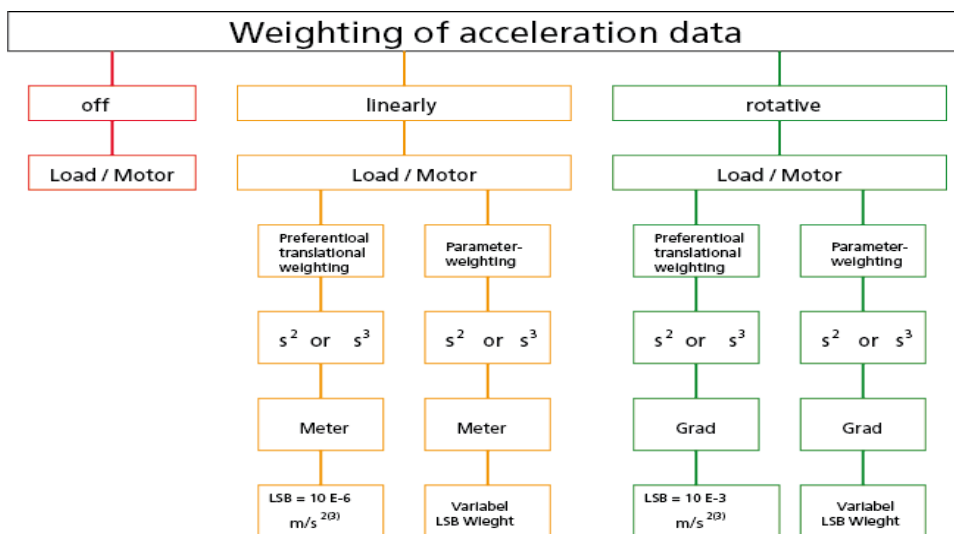 Weighting of acceleration data
off
linearly
rotative
Load / Motor
Load / Motor
Load / Motor
Preferentioal
translational
weighting
Parameter-
weighting
Preferentioal
translational
weighting
Parameter-
weighting
s² or s³
s² or s³
s² or s³
s² or s³
Meter
Meter
Grad
Grad
LSB = 10 E-6
m/s ²⁽³⁾
Variabel
LSB Wieght
LSB = 10 E-3
m/s ²⁽³⁾
Variabel
LSB Wieght